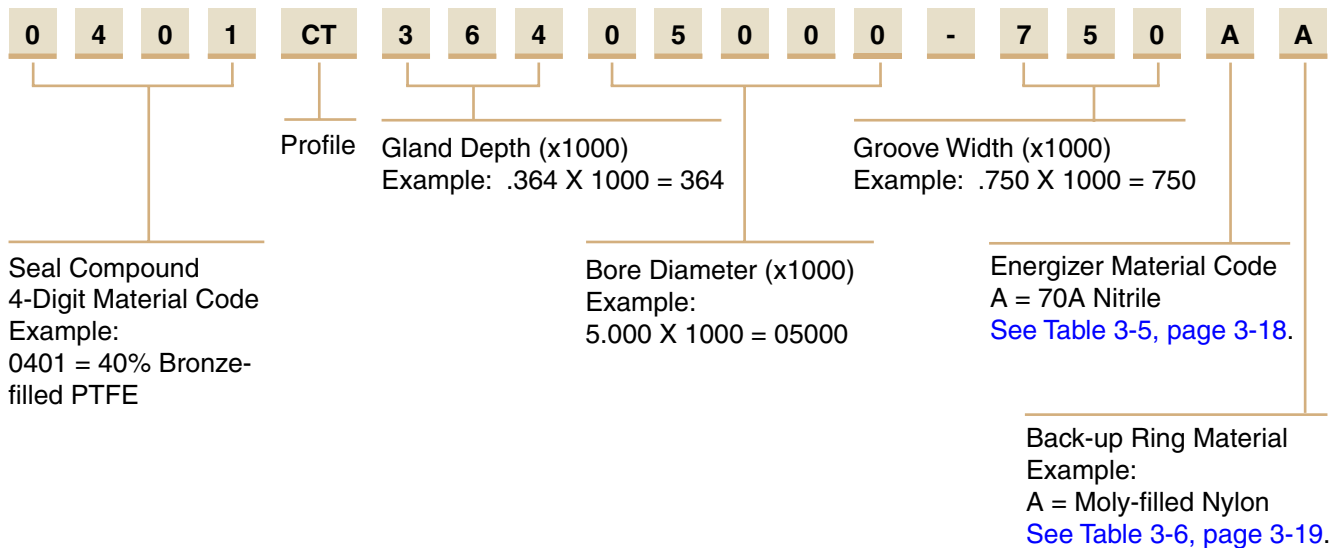 0 4 0 1 CT 3 6 4 0 5 0 0 0 - 7 5 0 A A
Profile
Gland Depth (x1000)
Example: .364 X 1000 = 364
Groove Width (x1000)
Example: .750 X 1000 = 750
Seal Compound
4-Digit Material Code
Example:
0401 = 40% Bronze-
filled PTFE
Bore Diameter (x1000)
Example:
5.000 X 1000 = 05000
Energizer Material Code
A = 70A Nitrile
See Table 3-5, page 3-18.
Back-up Ring Material
Example:
A = Moly-filled Nylon
See Table 3-6, page 3-19.